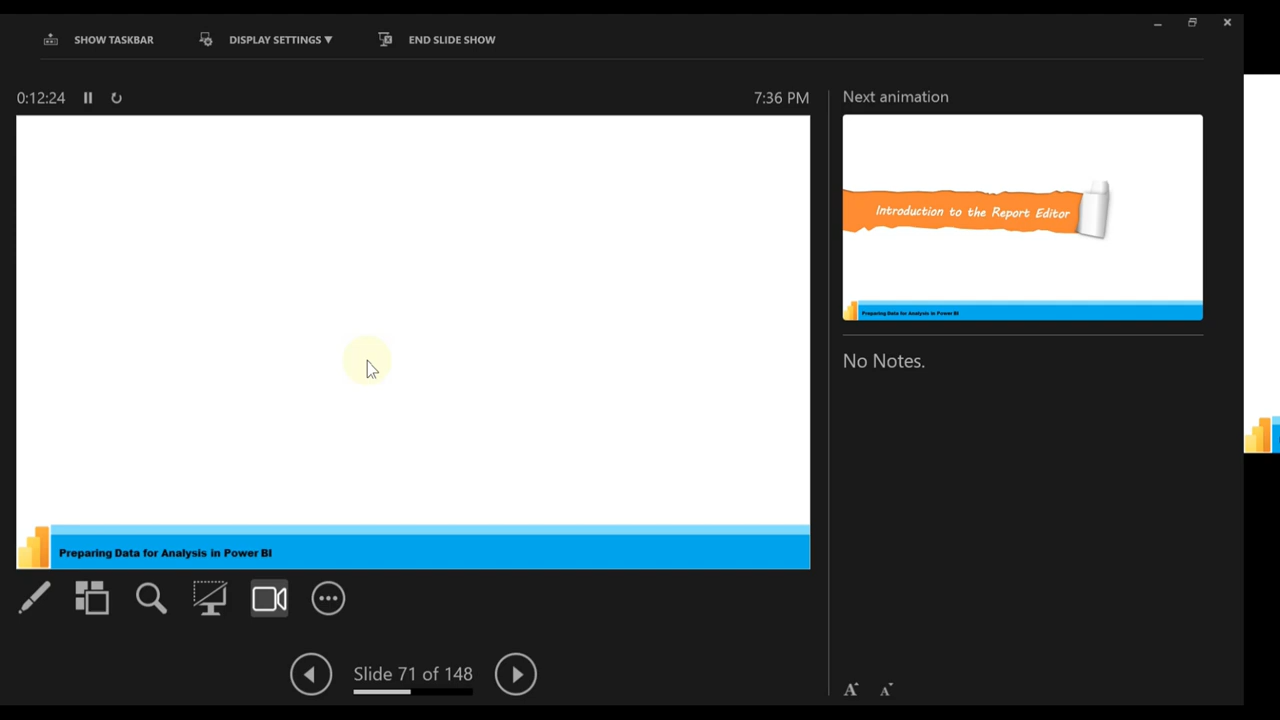 SHOW TASKBAR
DISPLAY SETTINGS ▼
END SLIDE SHOW
0:12:24
7:36 PM
Next animation
Introduction to the Report Editor
Preparing Data for Analysis in Power BI
No Notes.
Preparing Data for Analysis in Power BI
Slide 71 of 148
A
A